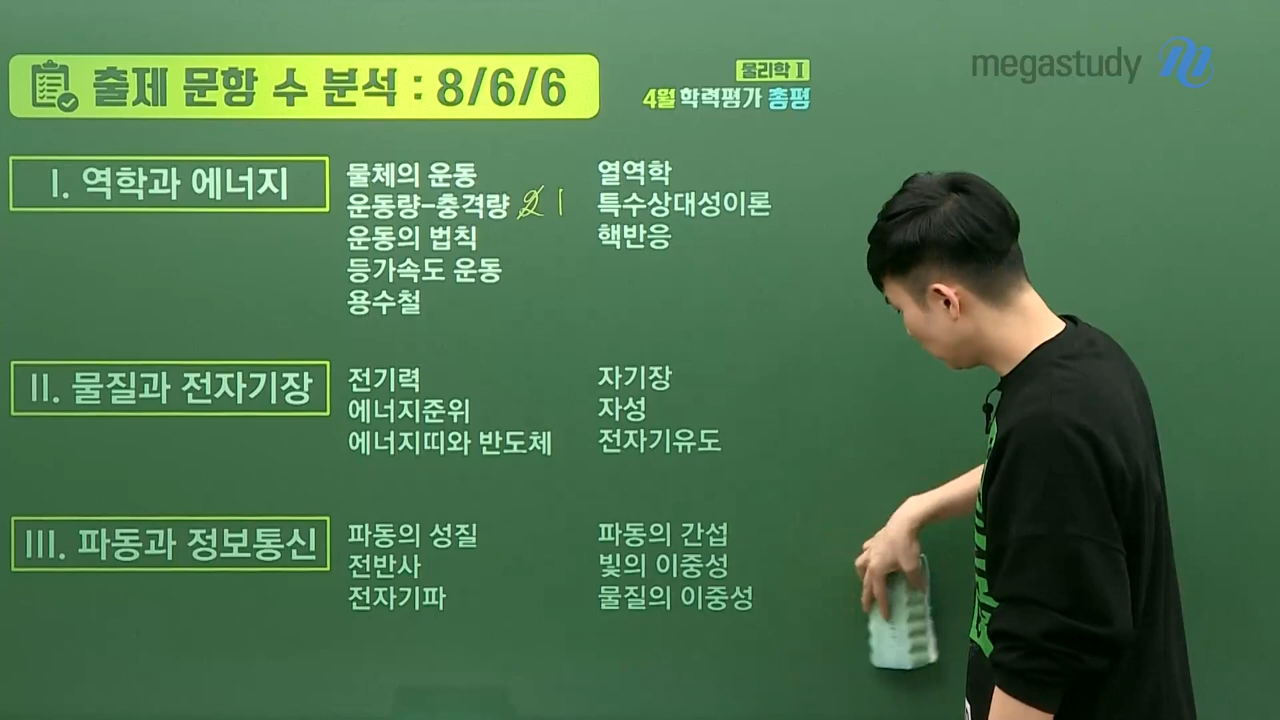 megastudy
출제 문항 수 분석 : 8/6/6
물리학 I
4월 학력평가 총평
I. 역학과 에너지
물체의 운동
운동량-충격량 2 1
운동의 법칙
등가속도 운동
용수철
열역학
특수상대성이론
핵반응
II. 물질과 전자기장
전기력
에너지준위
에너지띠와 반도체
자기장
자성
전자기유도
III. 파동과 정보통신
파동의 성질
전반사
전자기파
파동의 간섭
빛의 이중성
물질의 이중성